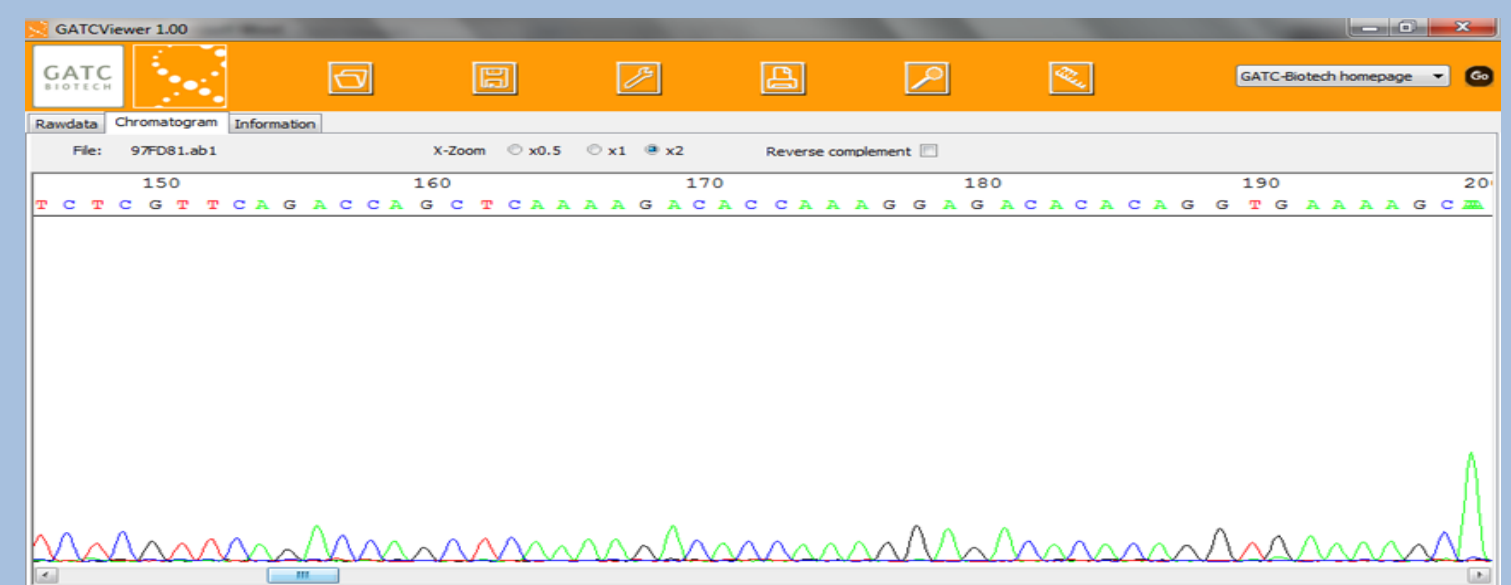 GATCViewer 1.00
GATC
BIOTECH
GATC-Biotech homepage Go
Rawdata Chromatogram Information
File: 97FD81.ab1 X-Zoom x0.5 x1 x2 Reverse complement
150 160 170 180 190 20
T C T C G T T C A G A C C A G C T C A A A A G A C A C C A A A G G A G A C A C A C A G G T G A A A A G C